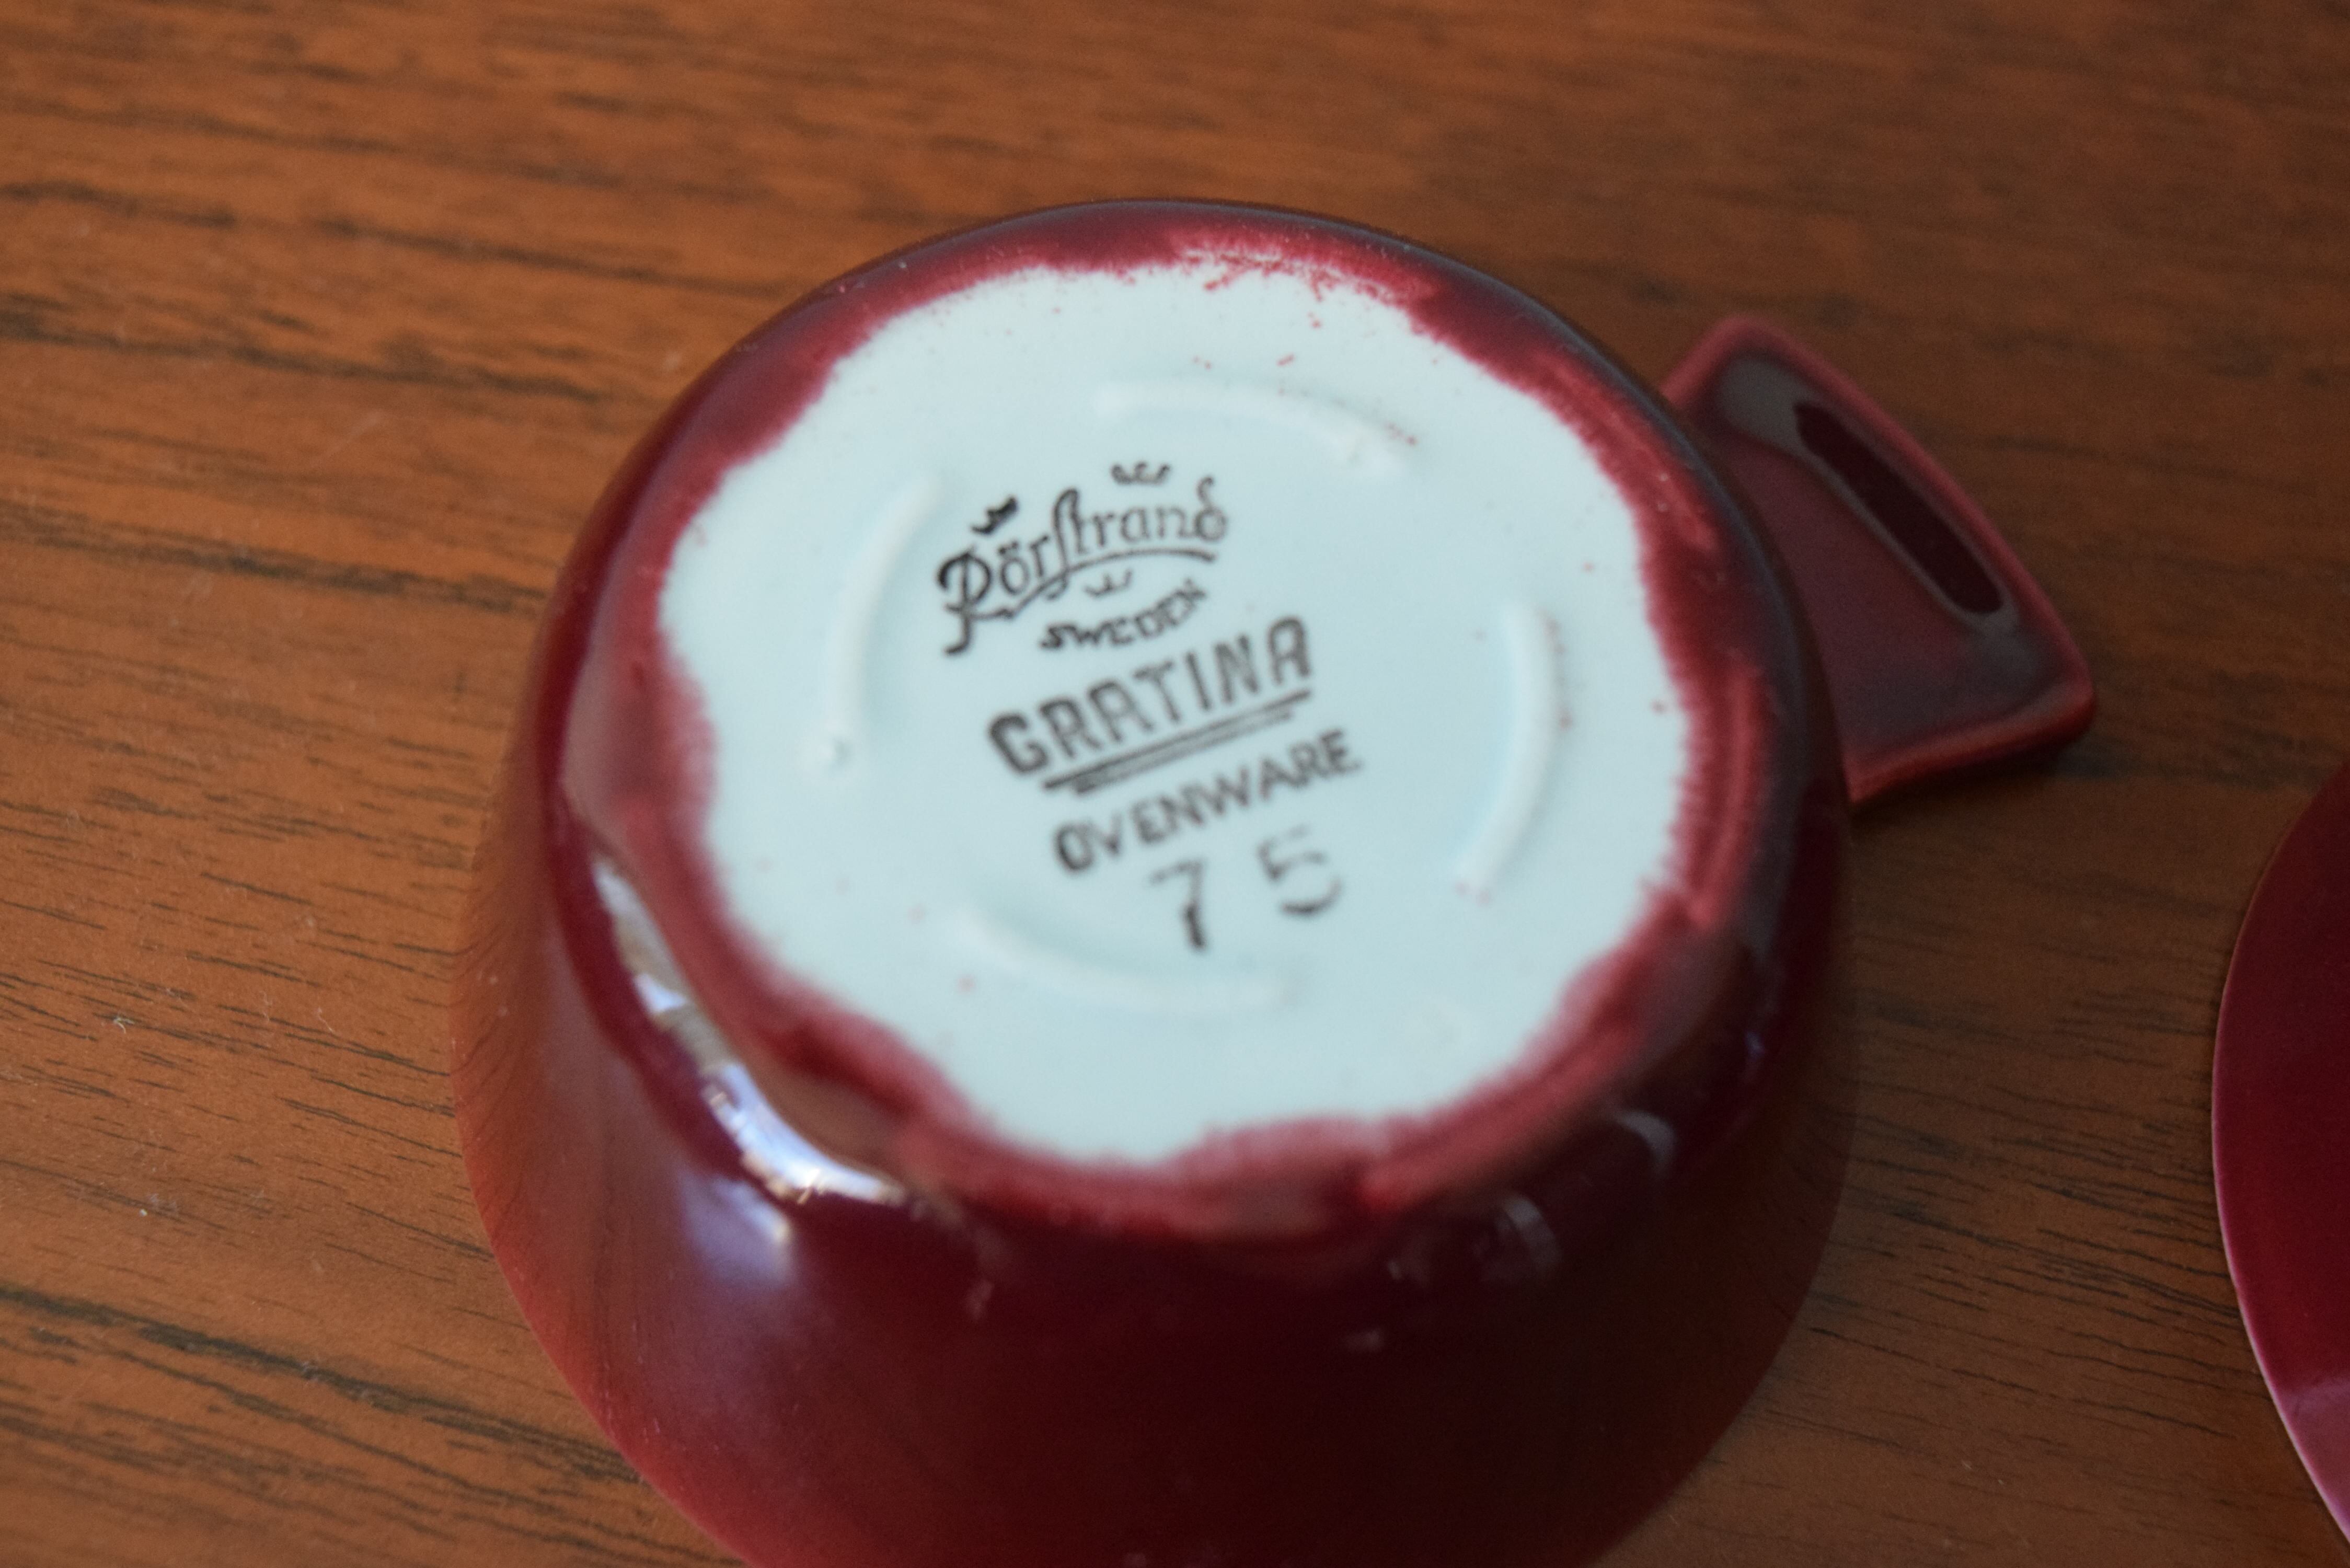 Rörstrand
SWEDEN
GRATINA
OVENWARE
75